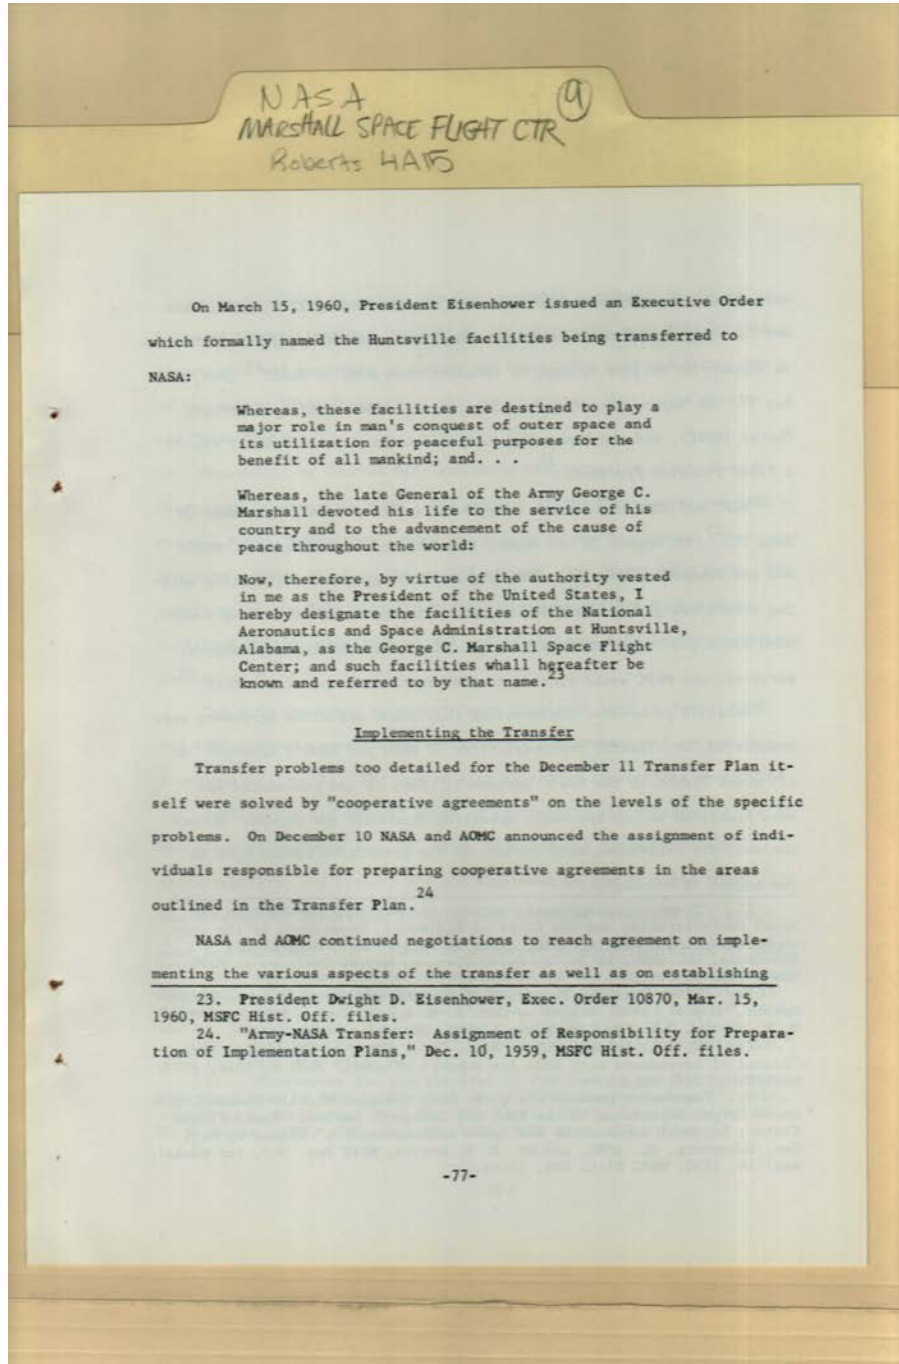 NASA
9
MARSHALL SPACE FLIGHT CTR
Roberts 4A15
On March 15, 1960, President Eisenhower issued an Executive Order
which formally named the Huntsville facilities being transferred to
NASA:
Whereas, these facilities are destined to play a
major role in man's conquest of outer space and
its utilization for peaceful purposes for the
benefit of all mankind; and. . .
Whereas, the late General of the Army George C.
Marshall devoted his life to the service of his
country and to the advancement of the cause of
peace throughout the world:
Now, therefore, by virtue of the authority vested
in me as the President of the United States, I
hereby designate the facilities of the National
Aeronautics and Space Administration at Huntsville,
Alabama, as the George C. Marshall Space Flight
Center; and such facilities whall hereafter be
known and referred to by that name.23
Implementing the Transfer
Transfer problems too detailed for the December 11 Transfer Plan it-
self were solved by "cooperative agreements" on the levels of the specific
problems. On December 10 NASA and AOMC announced the assignment of indi-
viduals responsible for preparing cooperative agreements in the areas
outlined in the Transfer Plan.24
NASA and AOMC continued negotiations to reach agreement on imple-
menting the various aspects of the transfer as well as on establishing
23. President Dwight D. Eisenhower, Exec. Order 10870, Mar. 15,
1960, MSFC Hist. Off. files.
24. "Army-NASA Transfer: Assignment of Responsibility for Prepara-
tion of Implementation Plans," Dec. 10, 1959, MSFC Hist. Off. files.
-77-